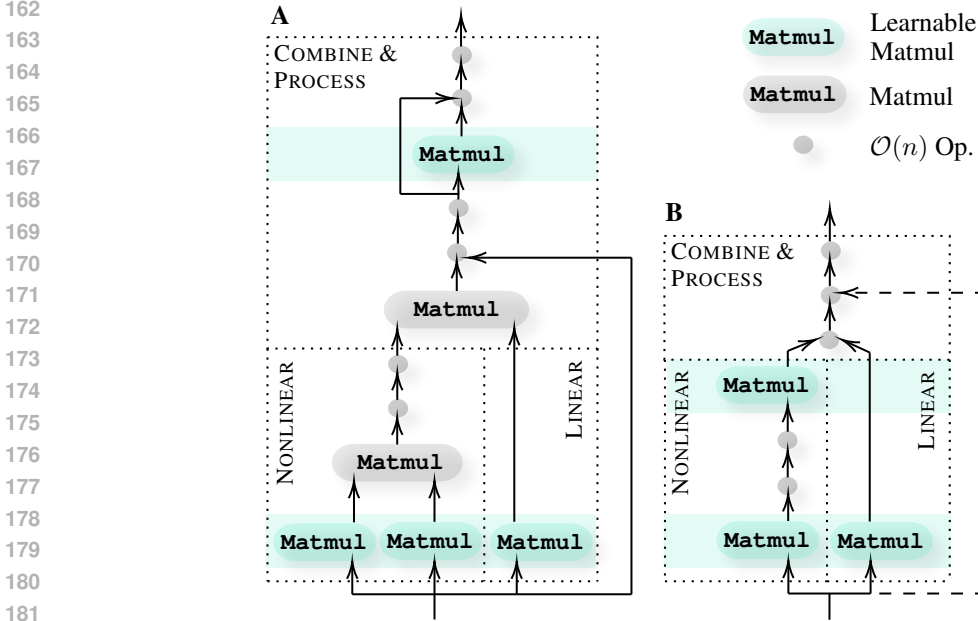 162
163
164
165
166
167
168
169
170
171
172
173
174
175
176
177
178
179
180
181
A
COMBINE &
PROCESS
Matmul
Matmul
NONLINEAR
LINEAR
Matmul
Matmul
Matmul
Matmul
Matmul
Learnable
Matmul
Matmul
Matmul
O(n) Op.
B
COMBINE &
PROCESS
Matmul
NONLINEAR
LINEAR
Matmul
Matmul